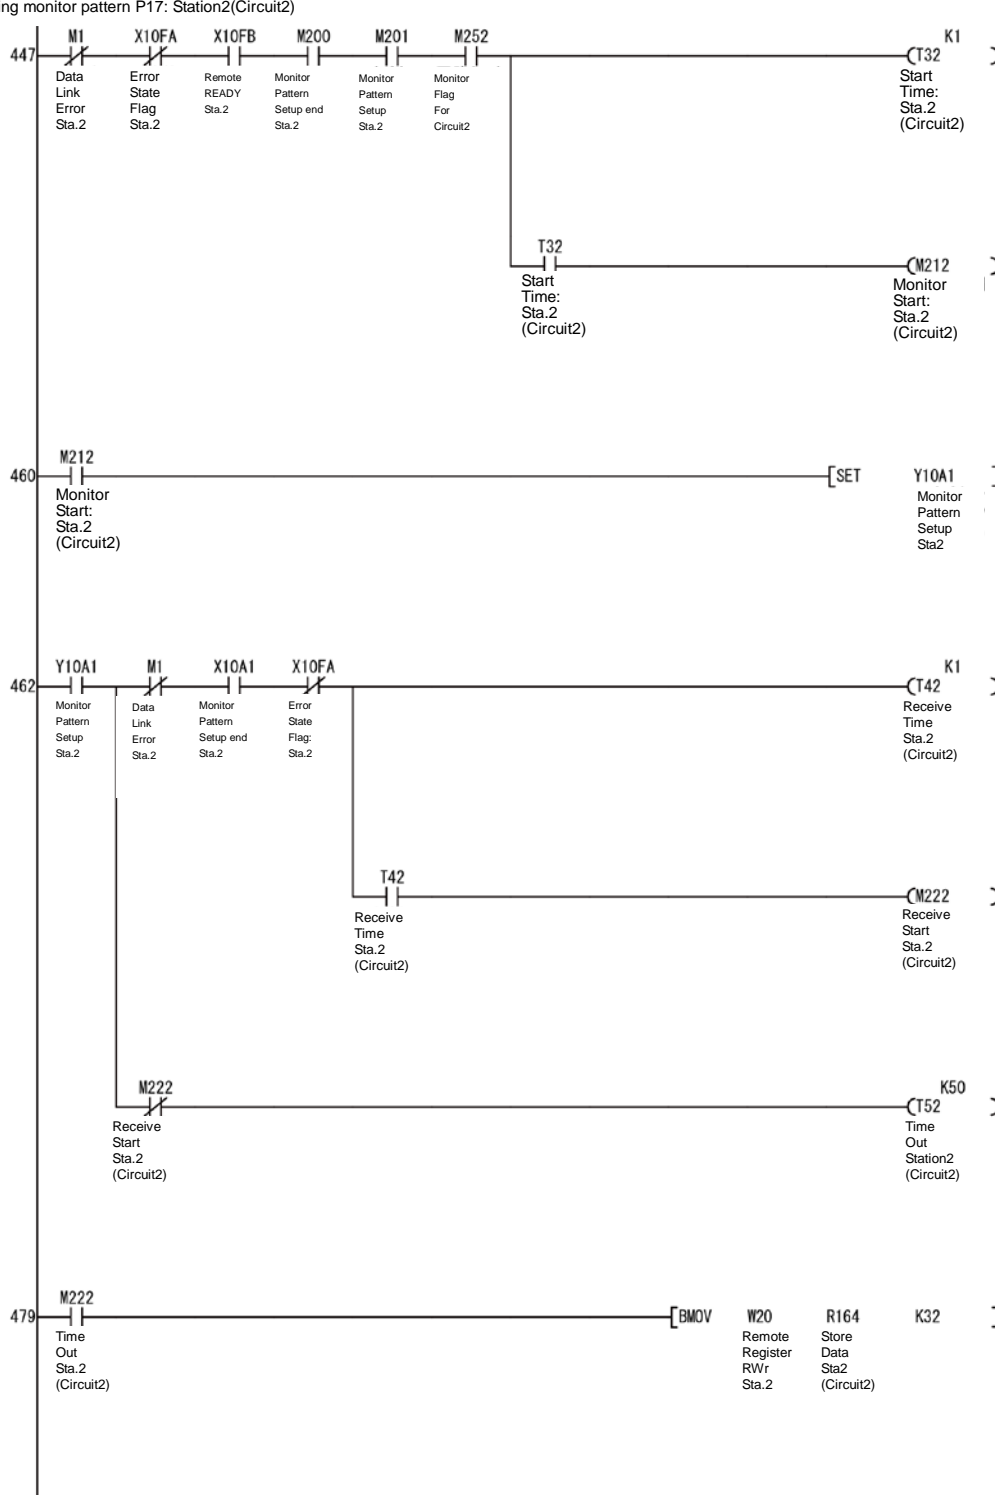 ng monitor pattern P17: Station2(Circuit2)
M1 X10FA X10FB M200 M201 M252 K1
447 (T32 )
Data Error Remote Monitor Monitor Monitor Start
Link State READY Pattern Pattern Flag Time:
Error Flag Sta.2 Setup end Setup For Sta.2
Sta.2 Sta.2 Sta.2 Sta.2 Circuit2 (Circuit2)
T32
(M212 )
Start Monitor
Time: Start:
Sta.2 Sta.2
(Circuit2) (Circuit2)
M212
460 [SET Y10A1 ]
Monitor Monitor
Start: Pattern
Sta.2 Setup
(Circuit2) Sta2
Y10A1 M1 X10A1 X10FA K1
462 (T42 )
Monitor Data Monitor Error Receive
Pattern Link Pattern State Time
Setup Error Setup end Flag: Sta.2
Sta.2 Sta.2 Sta.2 Sta.2 (Circuit2)
T42
(M222 )
Receive Receive
Time Start
Sta.2 Sta.2
(Circuit2) (Circuit2)
M222 K50
(T52 )
Receive Time
Start Out
Sta.2 Station2
(Circuit2) (Circuit2)
M222
479 [BMOV W20 R164 K32 ]
Time Remote Store
Out Register Data
Sta.2 RWr Sta2
(Circuit2) Sta.2 (Circuit2)